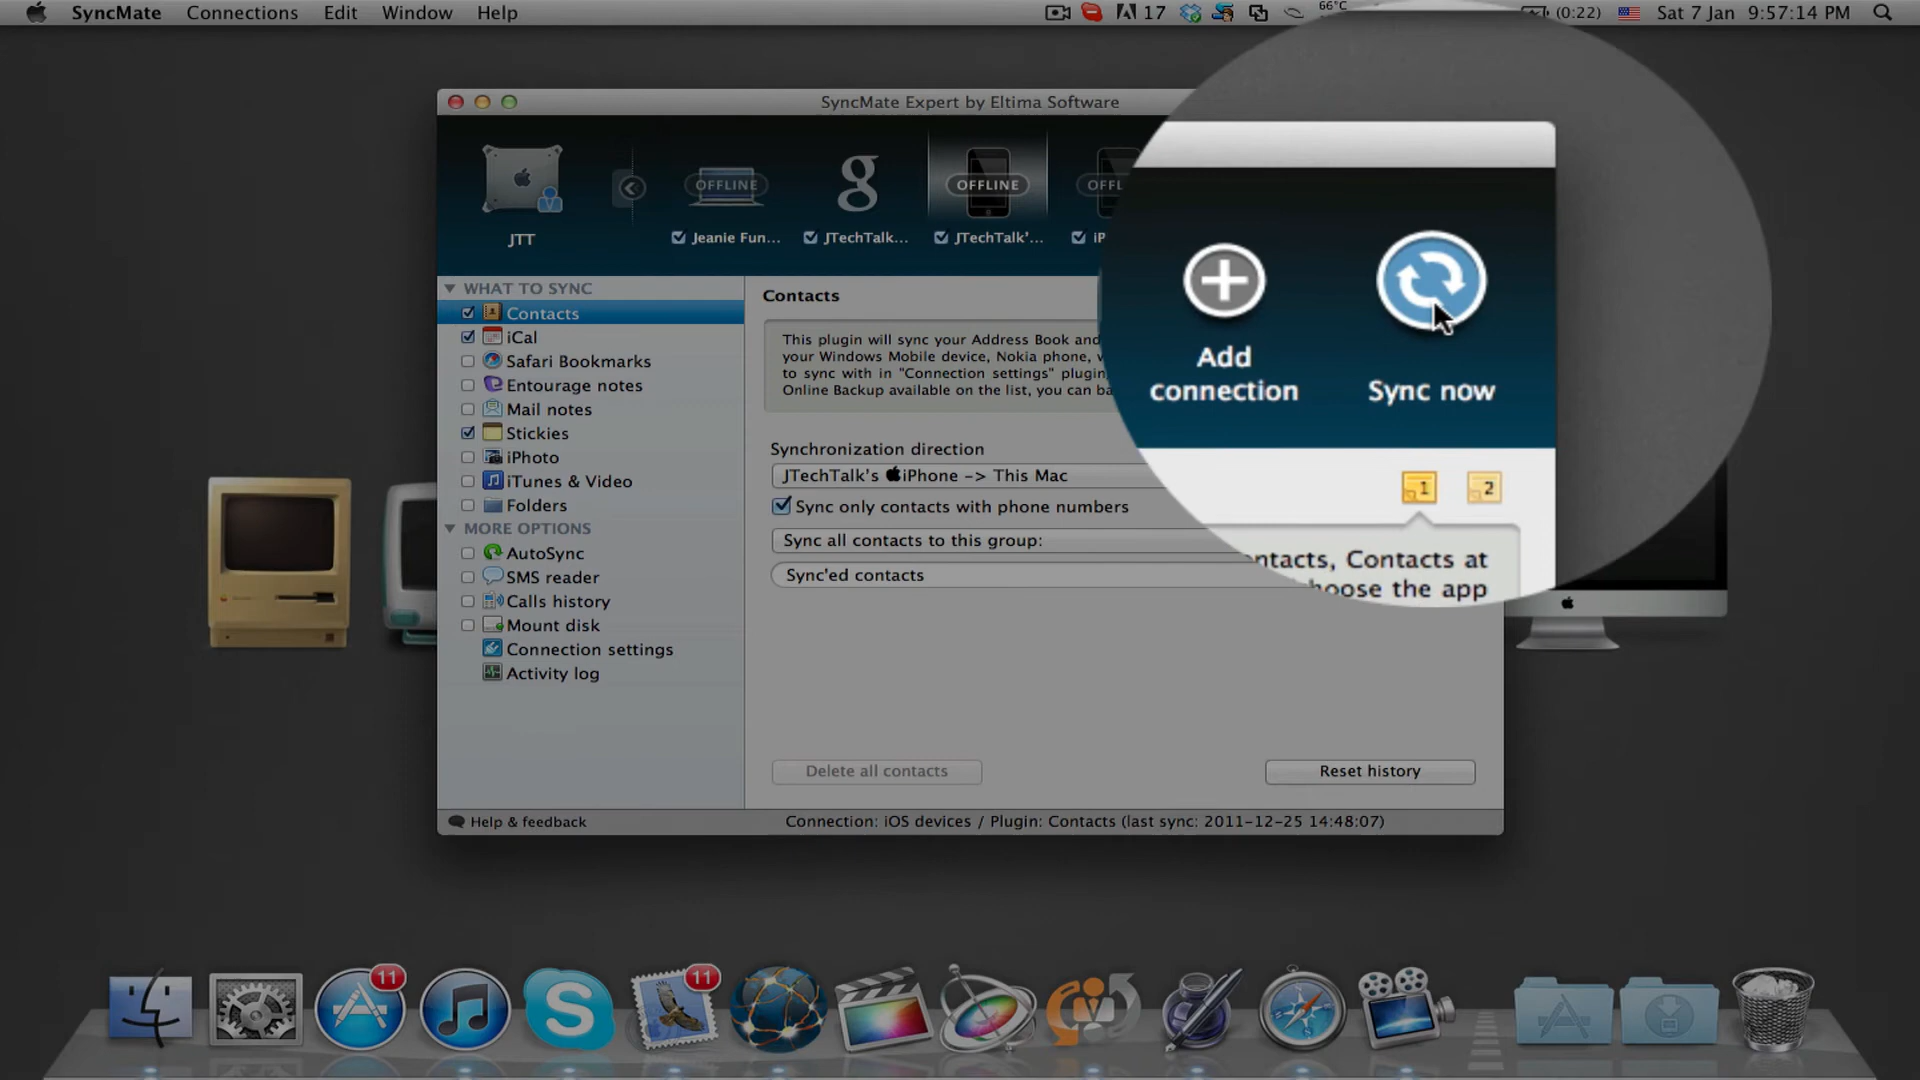 SyncMate Connections Edit Window Help 17 66°C (0:22) Sat 7 Jan 9:57:14 PM
SyncMate Expert by Eltima Software
OFFLINE g OFFLINE OFFL
JTT Jeanie Fun... JTechTalk... JTechTalk'... iP
Add
connection
Sync now
WHAT TO SYNC
Contacts
iCal
Safari Bookmarks
Entourage notes
Mail notes
Stickies
iPhoto
iTunes & Video
Folders
MORE OPTIONS
AutoSync
SMS reader
Calls history
Mount disk
Connection settings
Activity log
Contacts
1 2
This plugin will sync your Address Book and
your Windows Mobile device, Nokia phone,
to sync with in "Connection settings" plugin,
Online Backup available on the list, you can ba
ntacts, Contacts at
hoose the app
Synchronization direction
JTechTalk's iPhone -> This Mac
Sync only contacts with phone numbers
Sync all contacts to this group:
Sync'ed contacts
Delete all contacts Reset history
Help & feedback Connection: iOS devices / Plugin: Contacts (last sync: 2011-12-25 14:48:07)
11 S 11